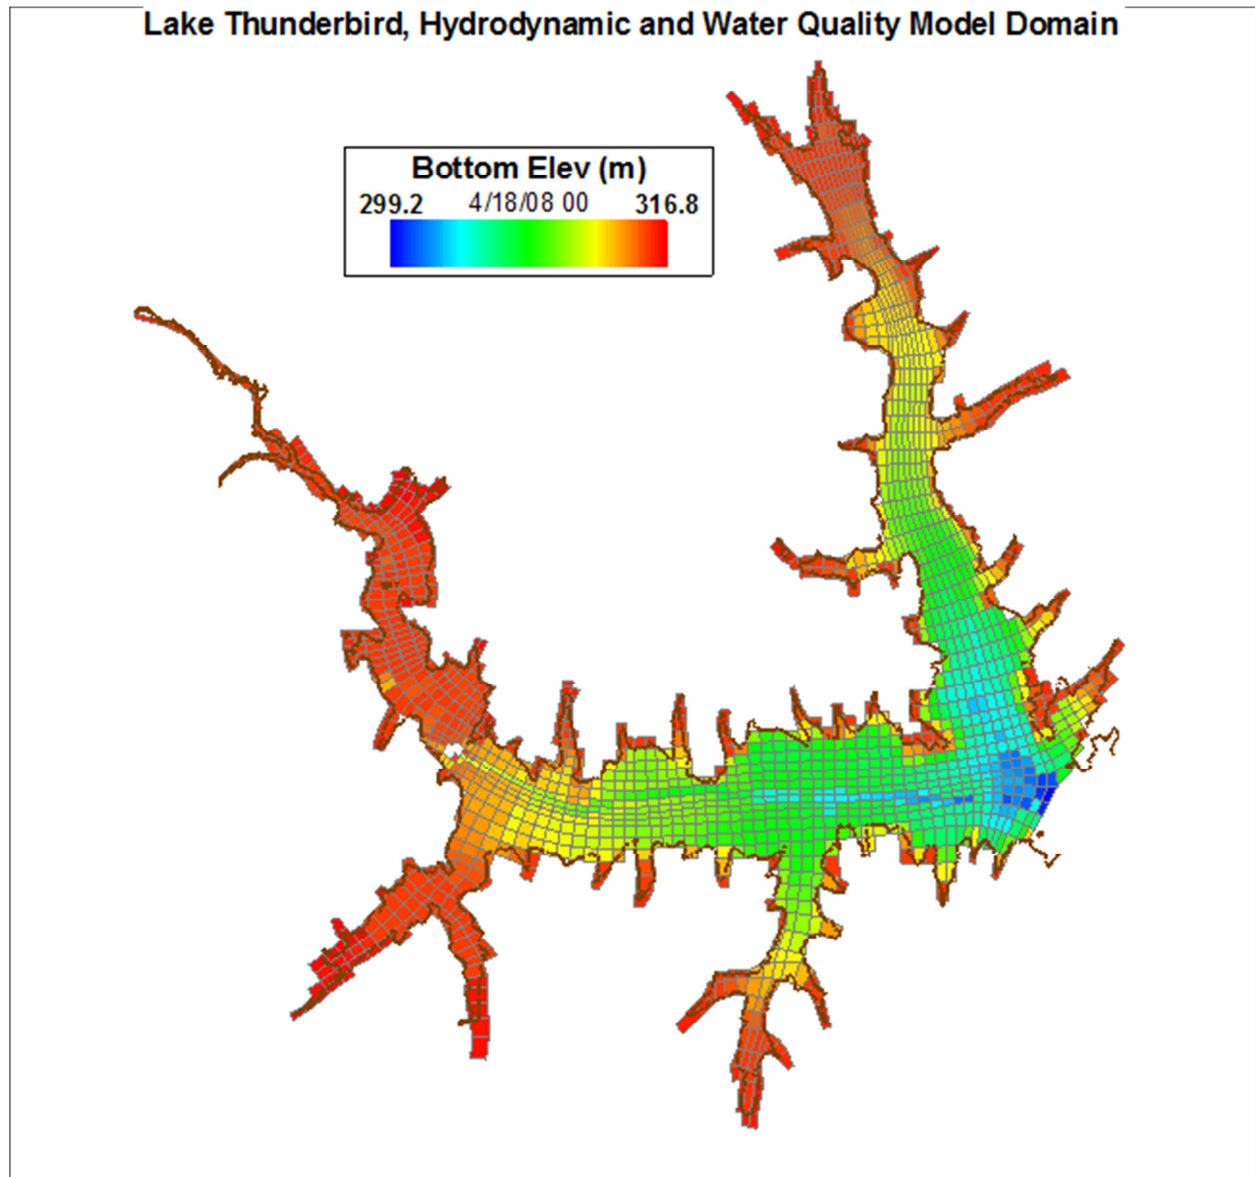 Lake Thunderbird, Hydrodynamic and Water Quality Model Domain
Bottom Elev (m)
299.2 4/18/08 00 316.8